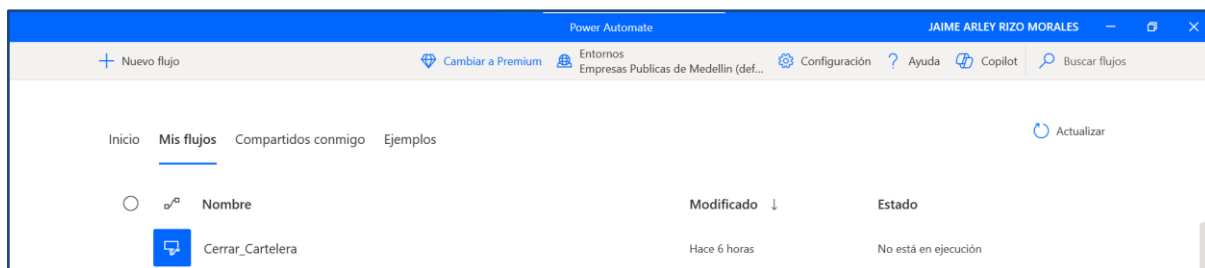 Power Automate
JAIME ARLEY RIZO MORALES
Nuevo flujo
Cambiar a Premium
Entornos
Empresas Publicas de Medellin (def...
Configuración
Ayuda
Copilot
Buscar flujos
Inicio Mis flujos Compartidos conmigo Ejemplos
Actualizar
Nombre Modificado ↓ Estado
Cerrar_Cartelera Hace 6 horas No está en ejecución